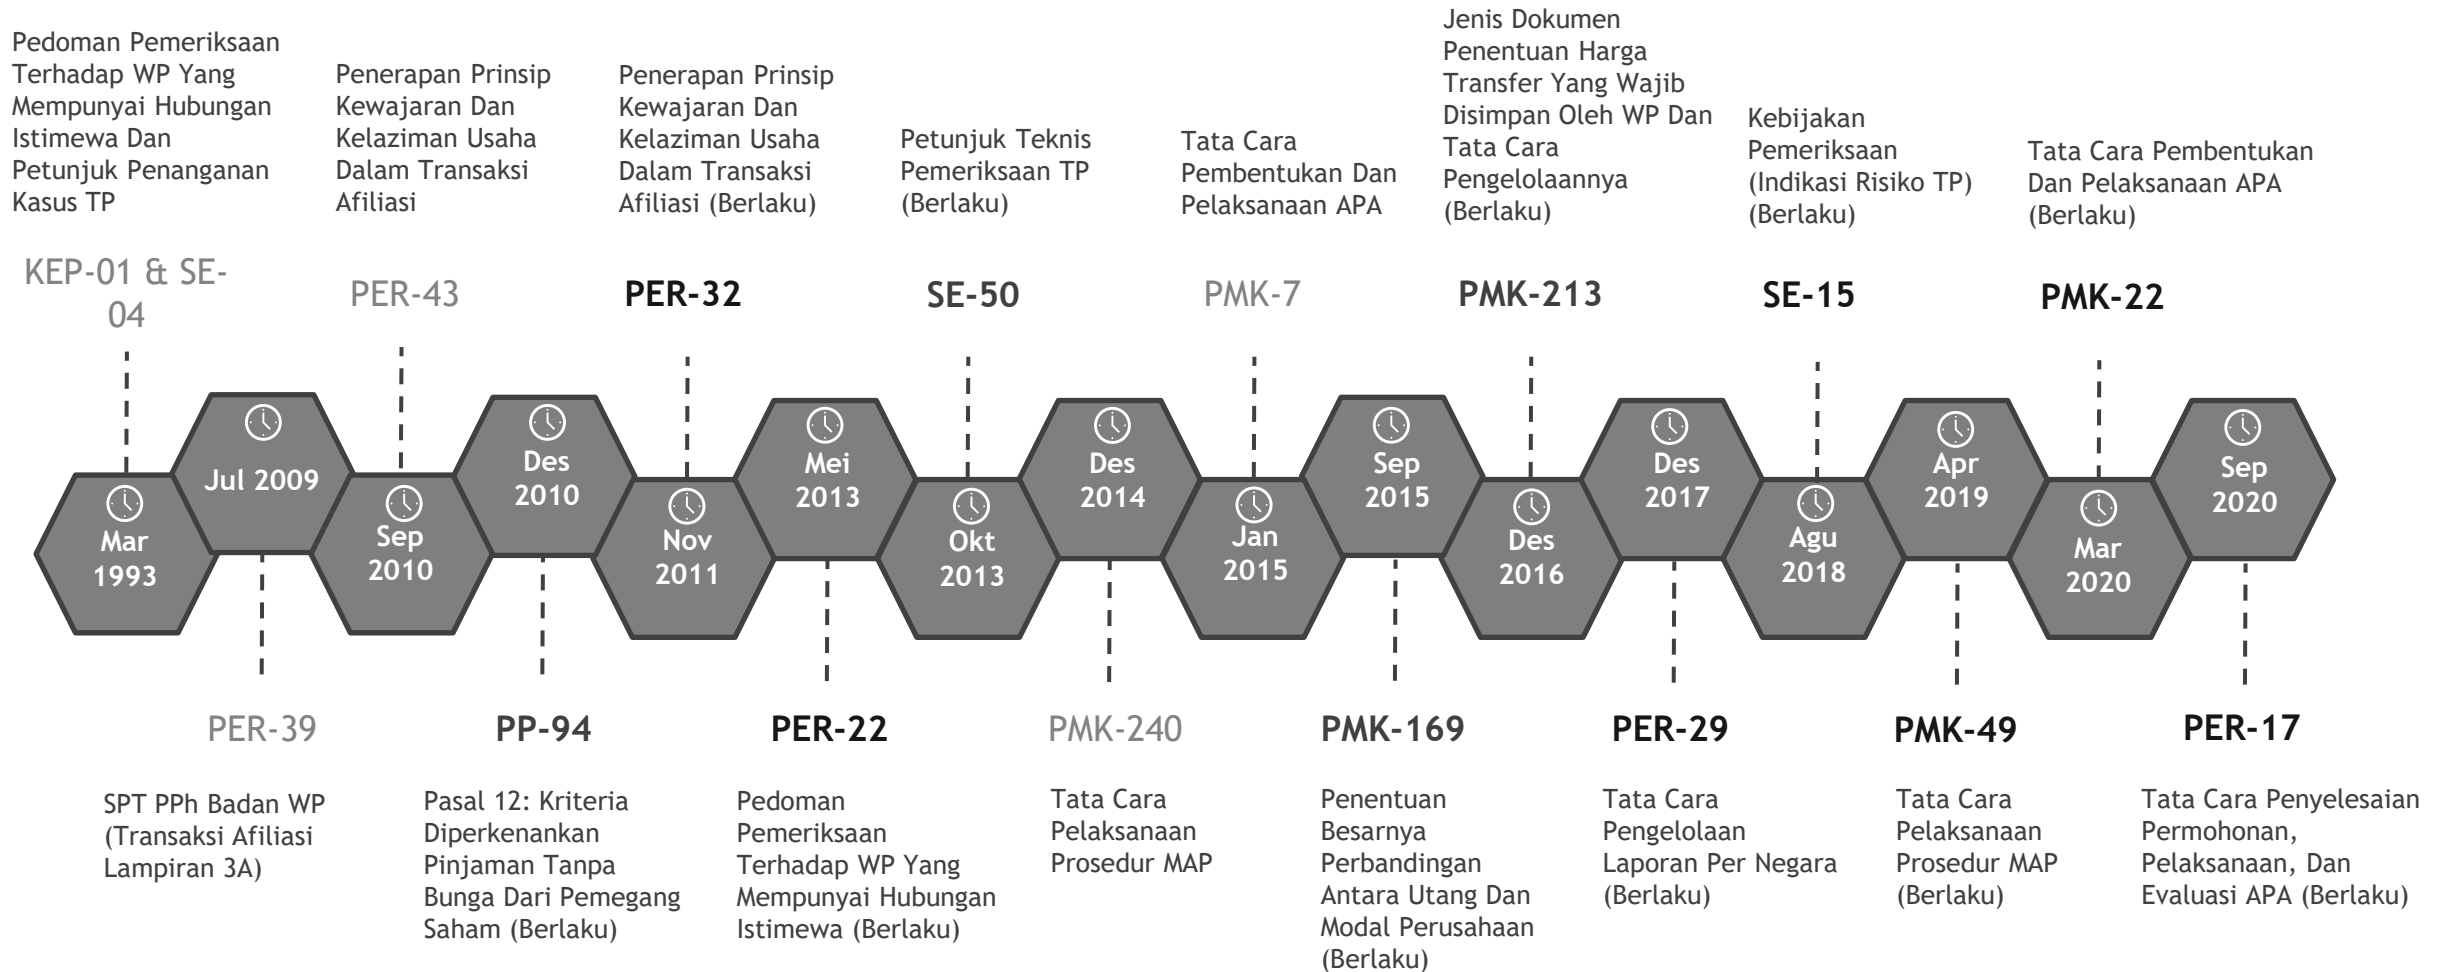 Pedoman Pemeriksaan
Terhadap WP Yang
Mempunyai Hubungan
Istimewa Dan
Petunjuk Penanganan
Kasus TP
Penerapan Prinsip
Kewajaran Dan
Kelaziman Usaha
Dalam Transaksi
Afiliasi
Penerapan Prinsip
Kewajaran Dan
Kelaziman Usaha
Dalam Transaksi
Afiliasi (Berlaku)
Petunjuk Teknis
Pemeriksaan TP
(Berlaku)
Tata Cara
Pembentukan Dan
Pelaksanaan APA
Jenis Dokumen
Penentuan Harga
Transfer Yang Wajib
Disimpan Oleh WP Dan
Tata Cara
Pengelolaannya
(Berlaku)
Kebijakan
Pemeriksaan
(Indikasi Risiko TP)
(Berlaku)
Tata Cara Pembentukan
Dan Pelaksanaan APA
(Berlaku)
KEP-01 & SE-
04
PER-43
PER-32
SE-50
PMK-7
PMK-213
SE-15
PMK-22
Mar
1993
Jul 2009
Sep
2010
Des
2010
Nov
2011
Mei
2013
Okt
2013
Des
2014
Jan
2015
Sep
2015
Des
2016
Des
2017
Agu
2018
Apr
2019
Mar
2020
Sep
2020
PER-39
PP-94
PER-22
PMK-240
PMK-169
PER-29
PMK-49
PER-17
SPT PPh Badan WP
(Transaksi Afiliasi
Lampiran 3A)
Pasal 12: Kriteria
Diperkenankan
Pinjaman Tanpa
Bunga Dari Pemegang
Saham (Berlaku)
Pedoman
Pemeriksaan
Terhadap WP Yang
Mempunyai Hubungan
Istimewa (Berlaku)
Tata Cara
Pelaksanaan
Prosedur MAP
Penentuan
Besarnya
Perbandingan
Antara Utang Dan
Modal Perusahaan
(Berlaku)
Tata Cara
Pengelolaan
Laporan Per Negara
(Berlaku)
Tata Cara
Pelaksanaan
Prosedur MAP
(Berlaku)
Tata Cara Penyelesaian
Permohonan,
Pelaksanaan, Dan
Evaluasi APA (Berlaku)